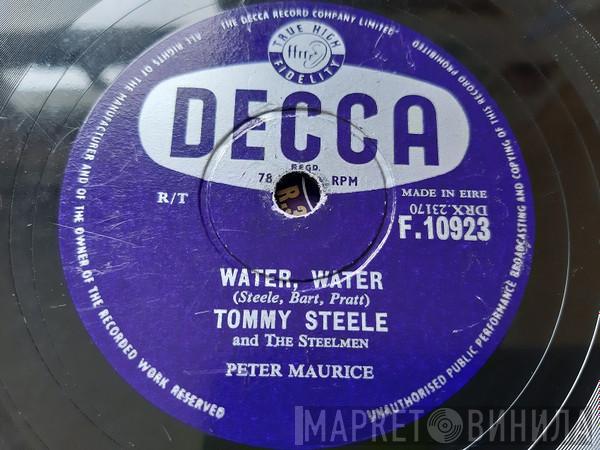 THE DECCA RECORD COMPANY LIMITED
ALL RIGHTS OF THE MANUFACTURER AND OF THE OWNER OF THE RECORDED WORK RESERVED
UNAUTHORISED PUBLIC PERFORMANCE BROADCASTING AND COPYING OF THIS RECORD PROHIBITED
TRUE HIGH
ffrr
FIDELITY
DECCA
REGD.
78 RPM
R/T
MADE IN EIRE
DRX.23170
F.10923
WATER, WATER
(Steele, Bart, Pratt)
TOMMY STEELE
and THE STEELMEN
PETER MAURICE
МАРКЕТ ВИНИЛА